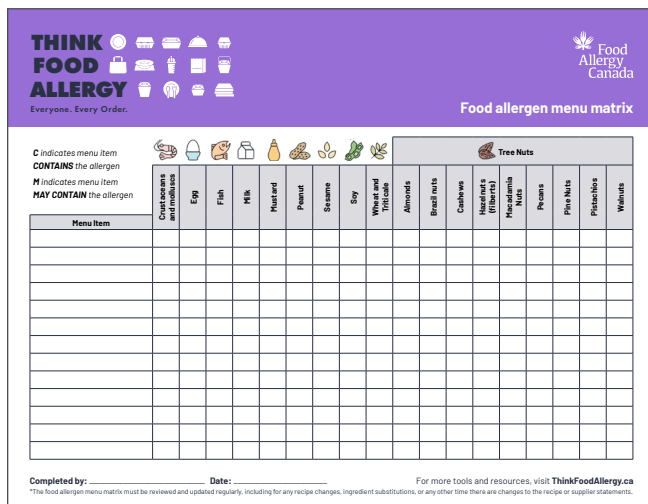 THINK
FOOD
ALLERGY
Everyone. Every Order.
Food
Allergy
Canada
Food allergen menu matrix
C indicates menu item
CONTAINS the allergen
M indicates menu item
MAY CONTAIN the allergen
Menu Item
Crustaceans
and molluscs
Egg
Fish
Milk
Mustard
Peanut
Sesame
Soy
Wheat and
Triticale
Tree Nuts
Almonds
Brazil nuts
Cashews
Hazelnuts
(filberts)
Macadamia
Nuts
Pecans
Pine Nuts
Pistachios
Walnuts
Completed by: Date:
For more tools and resources, visit ThinkFoodAllergy.ca
*The food allergen menu matrix must be reviewed and updated regularly, including for any recipe changes, ingredient substitutions, or any other time there are changes to the recipe or supplier statements.